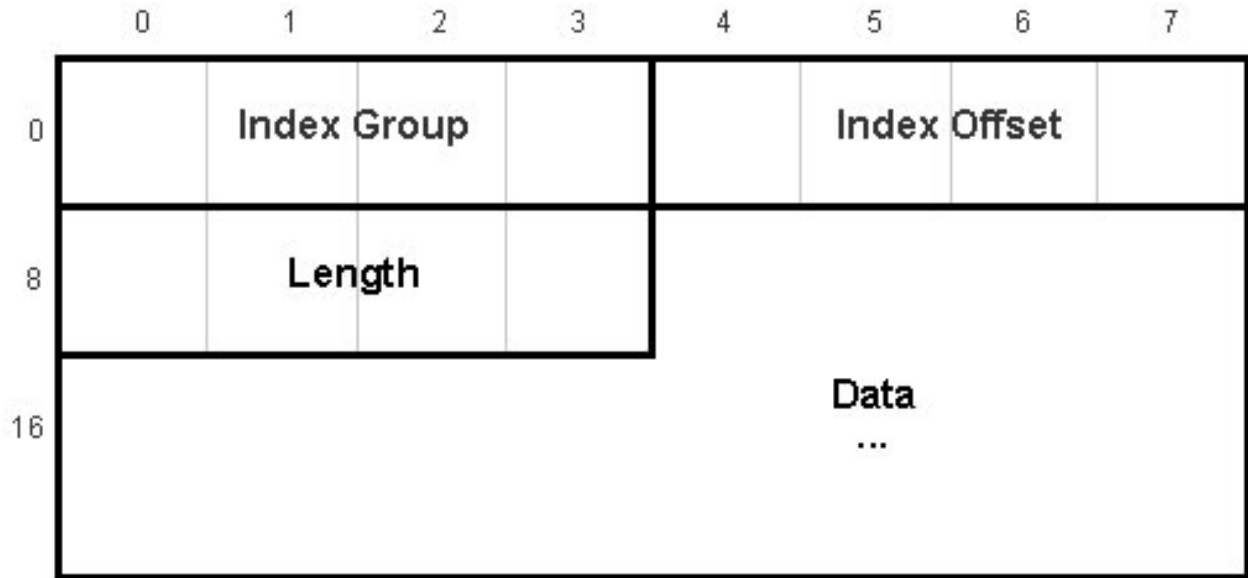 0 1 2 3 4 5 6 7
0 Index Group Index Offset
8 Length
Data
16
...